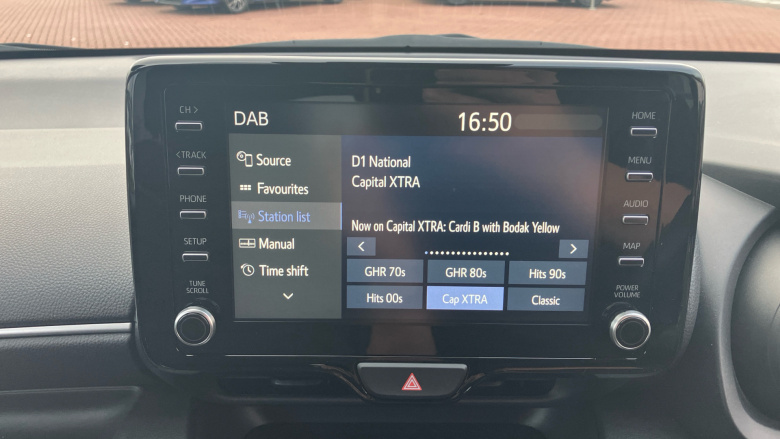 CH >
< TRACK
PHONE
SETUP
TUNE
SCROLL
DAB
16:50
Source
Favourites
Station list
Manual
Time shift
D1 National
Capital XTRA
Now on Capital XTRA: Cardi B with Bodak Yellow
GHR 70s
GHR 80s
Hits 90s
Hits 00s
Cap XTRA
Classic
HOME
MENU
AUDIO
MAP
POWER
VOLUME